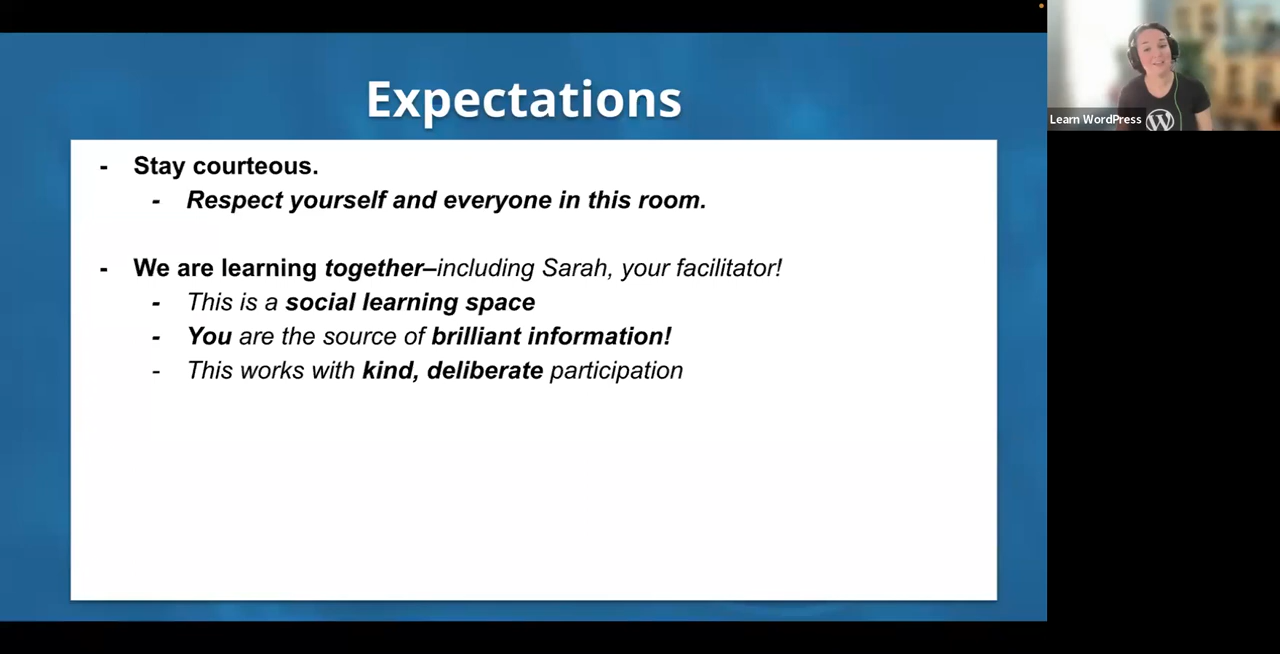 Expectations
- Stay courteous.
- Respect yourself and everyone in this room.
- We are learning together–including Sarah, your facilitator!
- This is a social learning space
- You are the source of brilliant information!
- This works with kind, deliberate participation
Learn WordPress